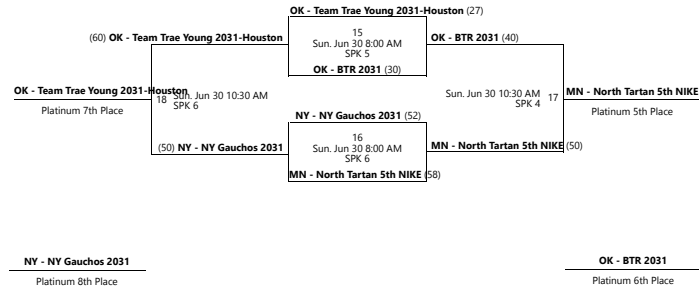 OK - Team Trae Young 2031-Houston (27)
15
Sun. Jun 30 8:00 AM
SPK 5
(60) OK - Team Trae Young 2031-Houston
OK - BTR 2031 (40)
OK - BTR 2031 (30)
OK - Team Trae Young 2031-Houston
18 Sun. Jun 30 10:30 AM
SPK 6
Platinum 7th Place
Sun. Jun 30 10:30 AM 17
SPK 4
MN - North Tartan 5th NIKE
Platinum 5th Place
NY - NY Gauchos 2031 (52)
16
Sun. Jun 30 8:00 AM
SPK 6
(50) NY - NY Gauchos 2031
MN - North Tartan 5th NIKE (50)
MN - North Tartan 5th NIKE (58)
NY - NY Gauchos 2031
Platinum 8th Place
OK - BTR 2031
Platinum 6th Place